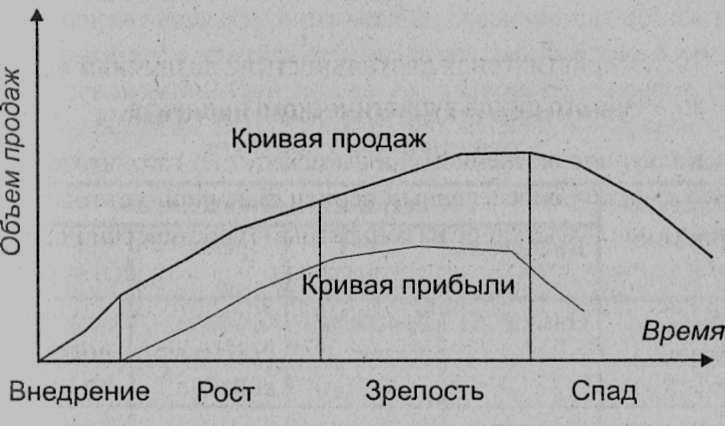 Объем продаж
Кривая продаж
Кривая прибыли
Время
Внедрение Рост Зрелость Спад